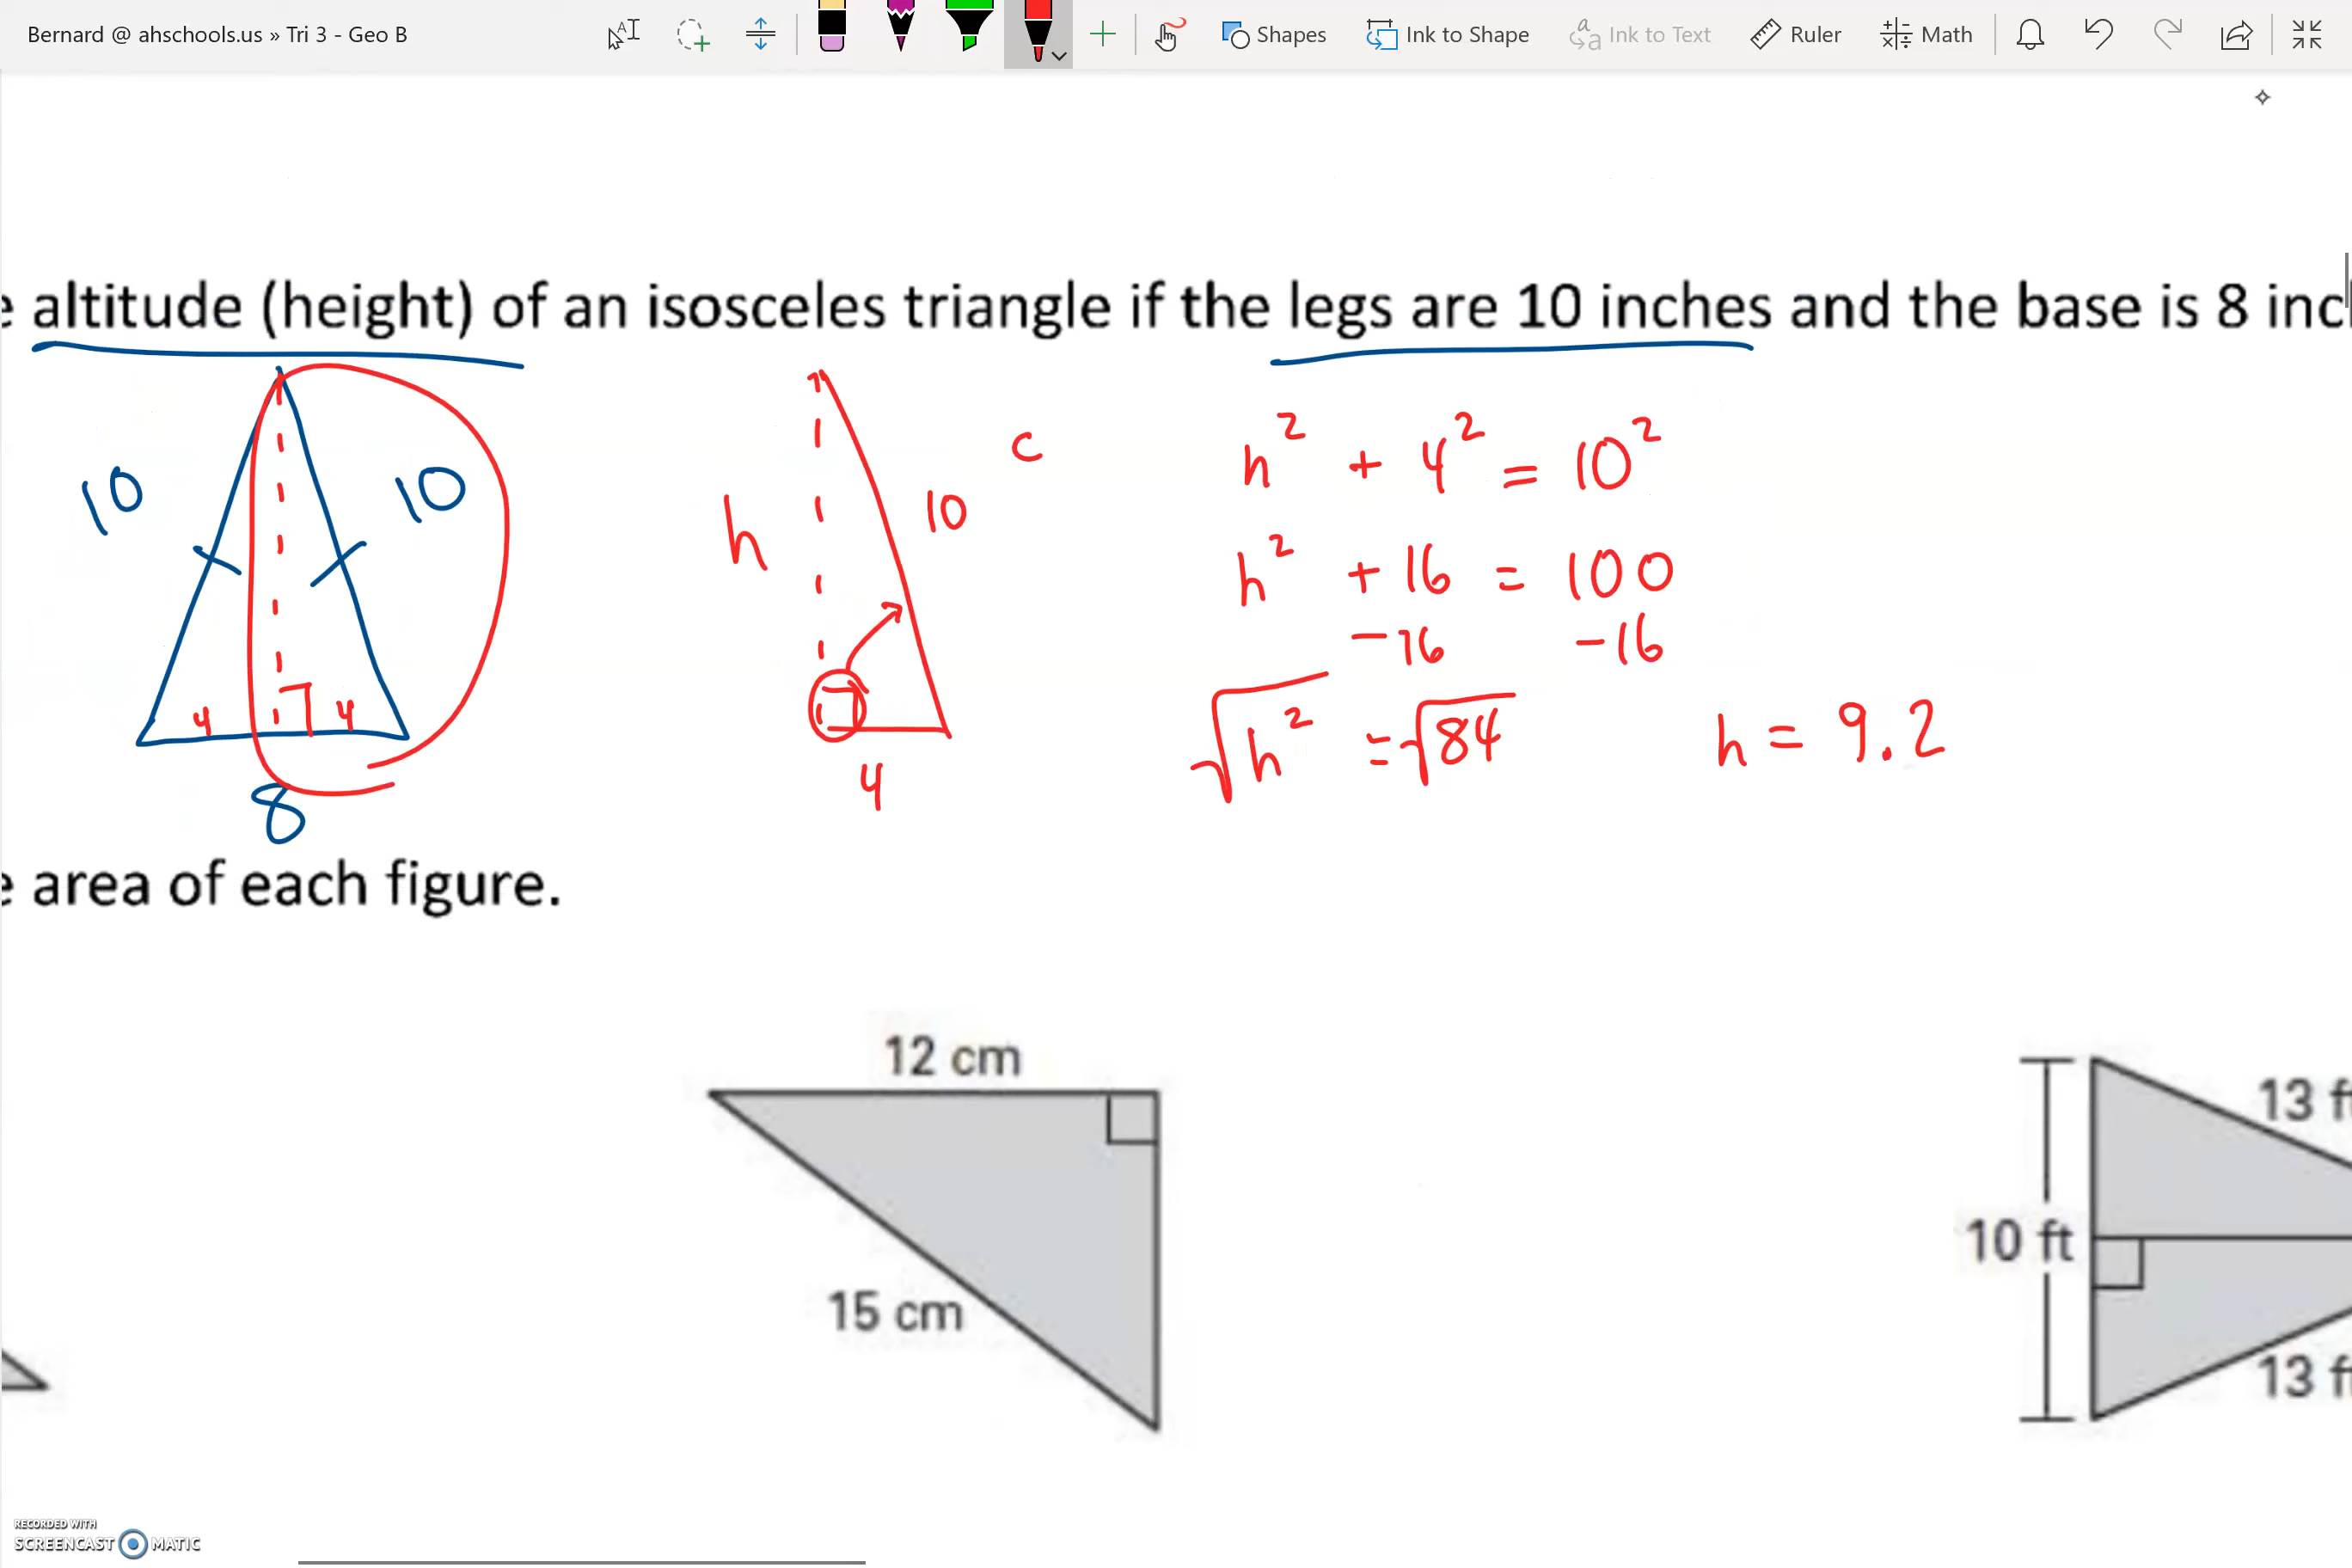 Bernard @ ahschools.us » Tri 3 - Geo B
Shapes
Ink to Shape
Ink to Text
Ruler
Math
altitude (height) of an isosceles triangle if the legs are 10 inches and the base is 8 inc
10
10
4
4
8
h
c
10
4
h² + 4² = 10²
h² + 16 = 100
-16 -16
√h² = √84
h = 9.2
area of each figure.
12 cm
15 cm
10 ft
13 f
13 f
RECORDED WITH
SCREENCAST MATIC